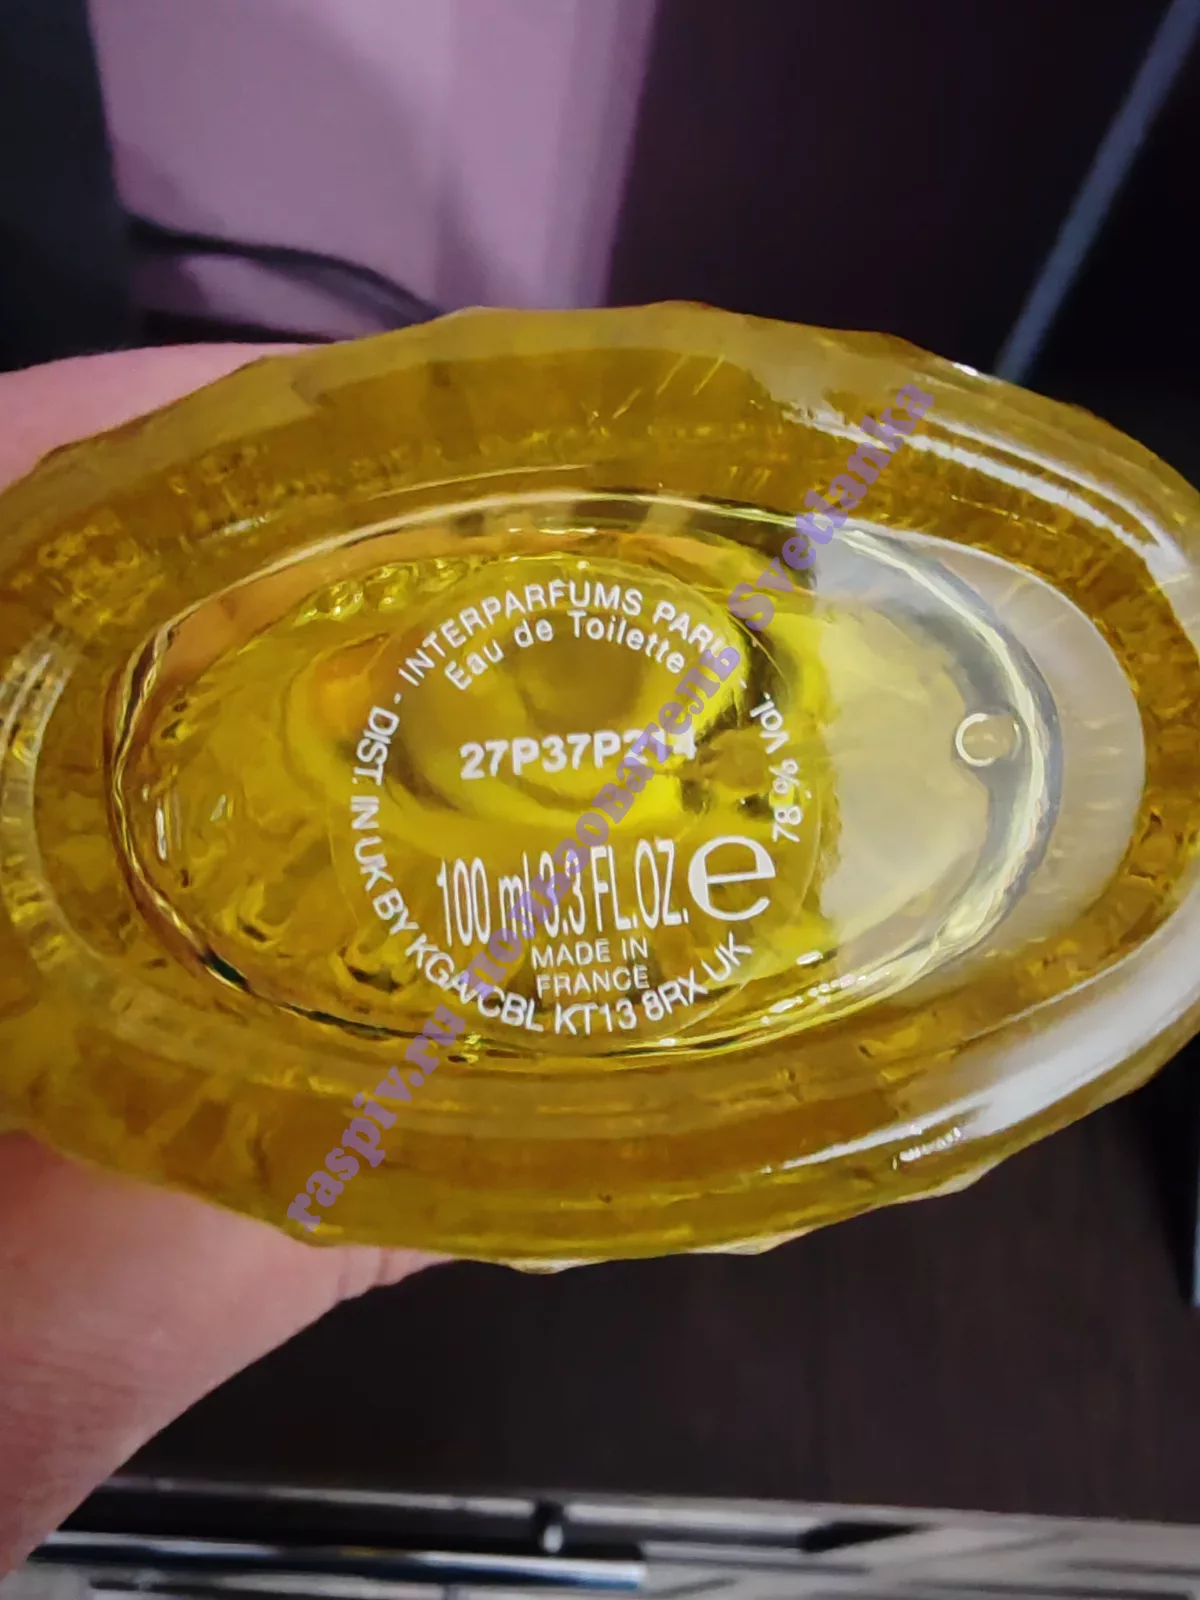 INTERPARFUMS PARIS
Eau de Toilette
78 % vol.
100 ml 3.3 FL.OZ. e
MADE IN
FRANCE
- DIST. IN UK BY KGA/CBL KT13 8RX UK
raspiv.ru пользователь Svetlanka